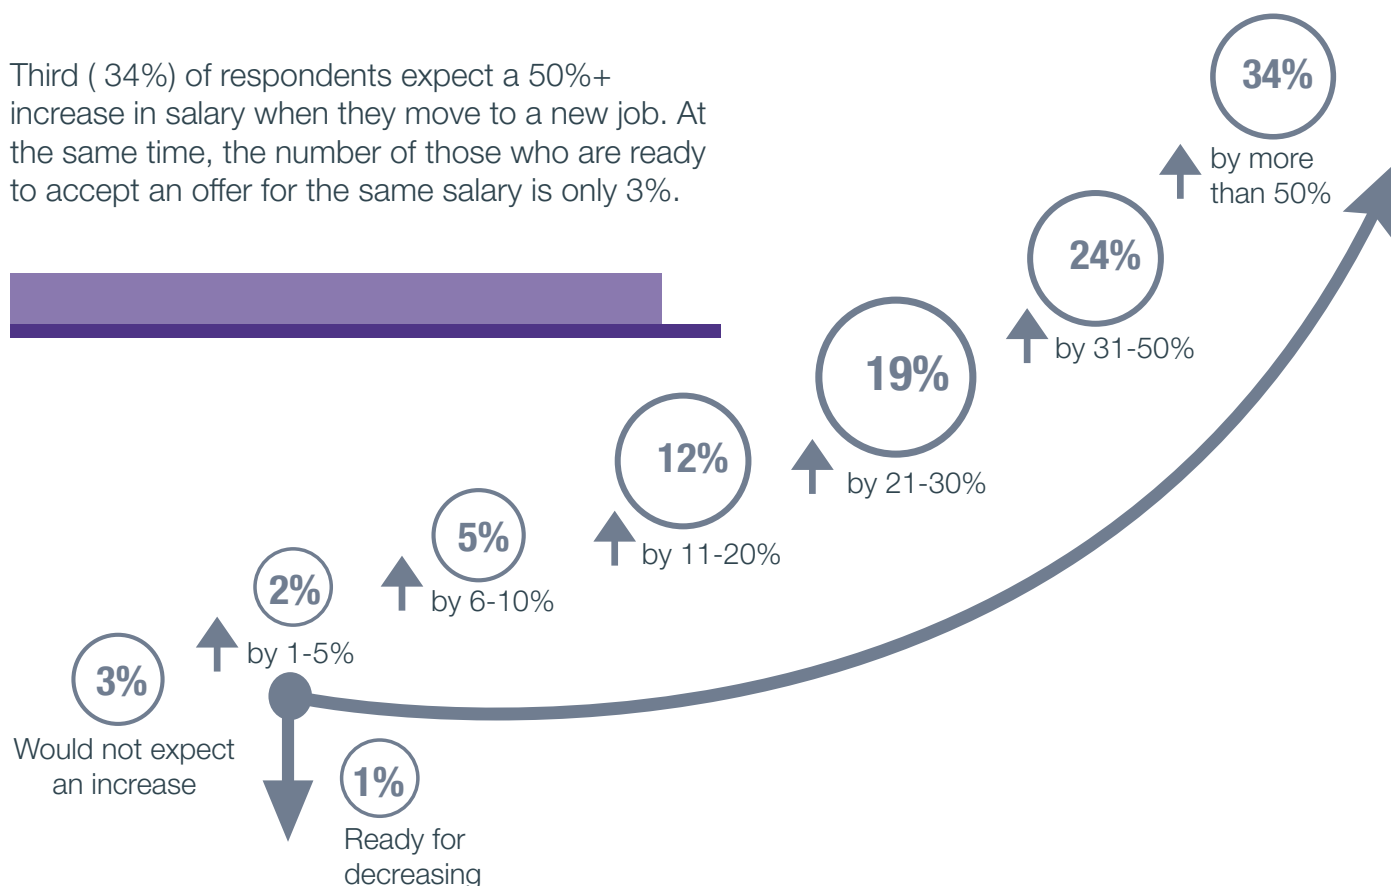 Third ( 34%) of respondents expect a 50%+
increase in salary when they move to a new job. At
the same time, the number of those who are ready
to accept an offer for the same salary is only 3%.
34%
by more
than 50%
24%
by 31-50%
19%
by 21-30%
12%
by 11-20%
5%
by 6-10%
2%
by 1-5%
3%
Would not expect
an increase
1%
Ready for
decreasing